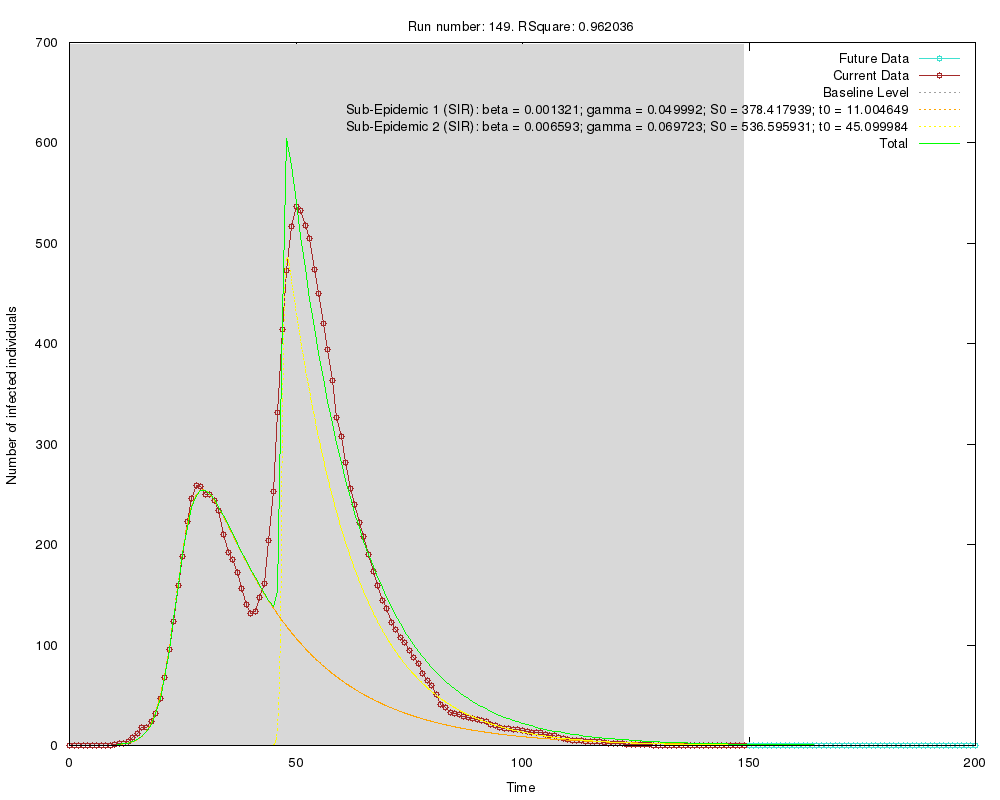 Run number: 149. RSquare: 0.962036
700
600
500
400
300
200
100
0
Number of infected individuals
Future Data
Current Data
Baseline Level
Sub-Epidemic 1 (SIR): beta = 0.001321; gamma = 0.049992; S0 = 378.417939; t0 = 11.004649
Sub-Epidemic 2 (SIR): beta = 0.006593; gamma = 0.069723; S0 = 536.595931; t0 = 45.099984
Total
0
50
100
150
200
Time